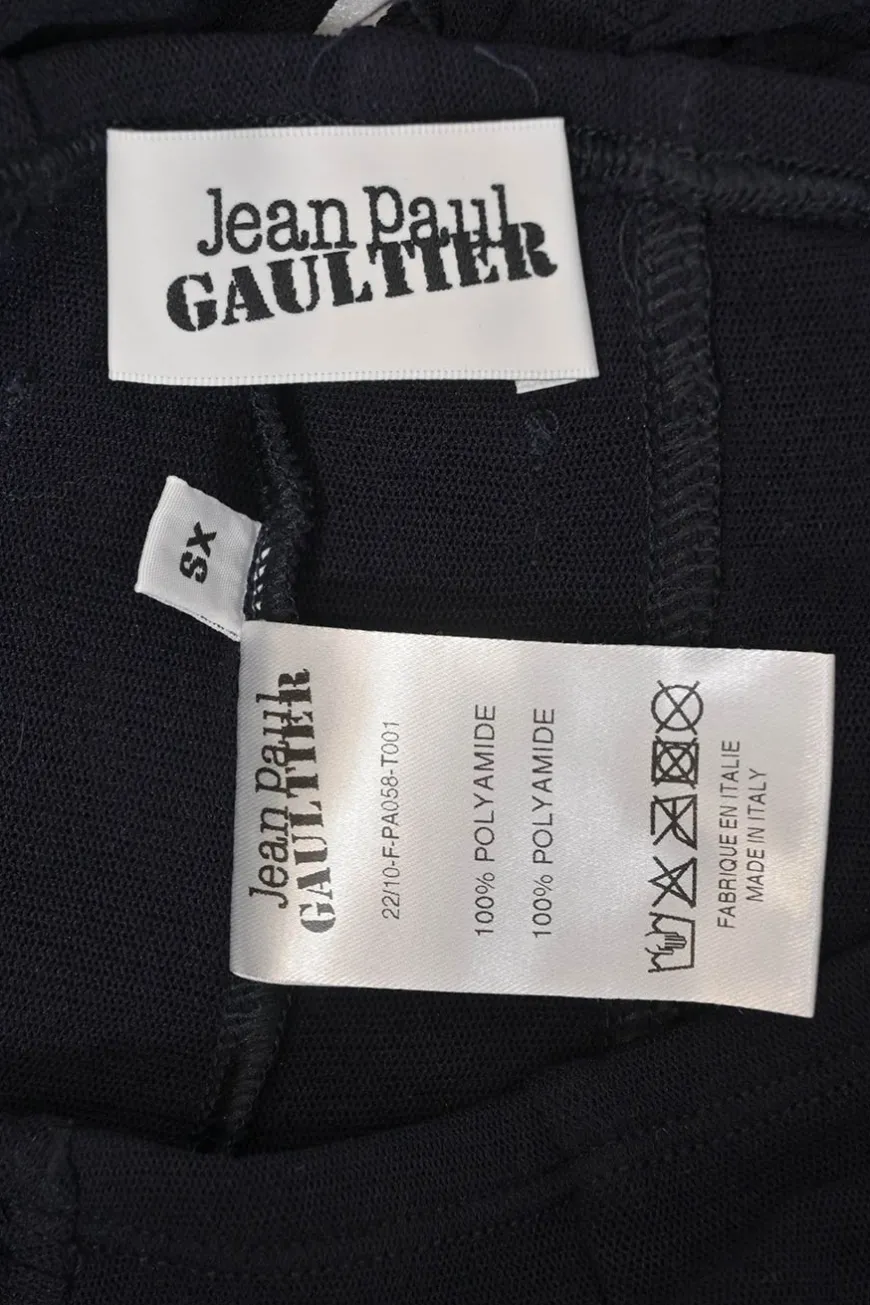 Jean Paul
GAULTIER
XS
Jean Paul
GAULTIER
22/10-F-PA058-T001
100% POLYAMIDE
100% POLYAMIDE
FABRIQUE EN ITALIE
MADE IN ITALY